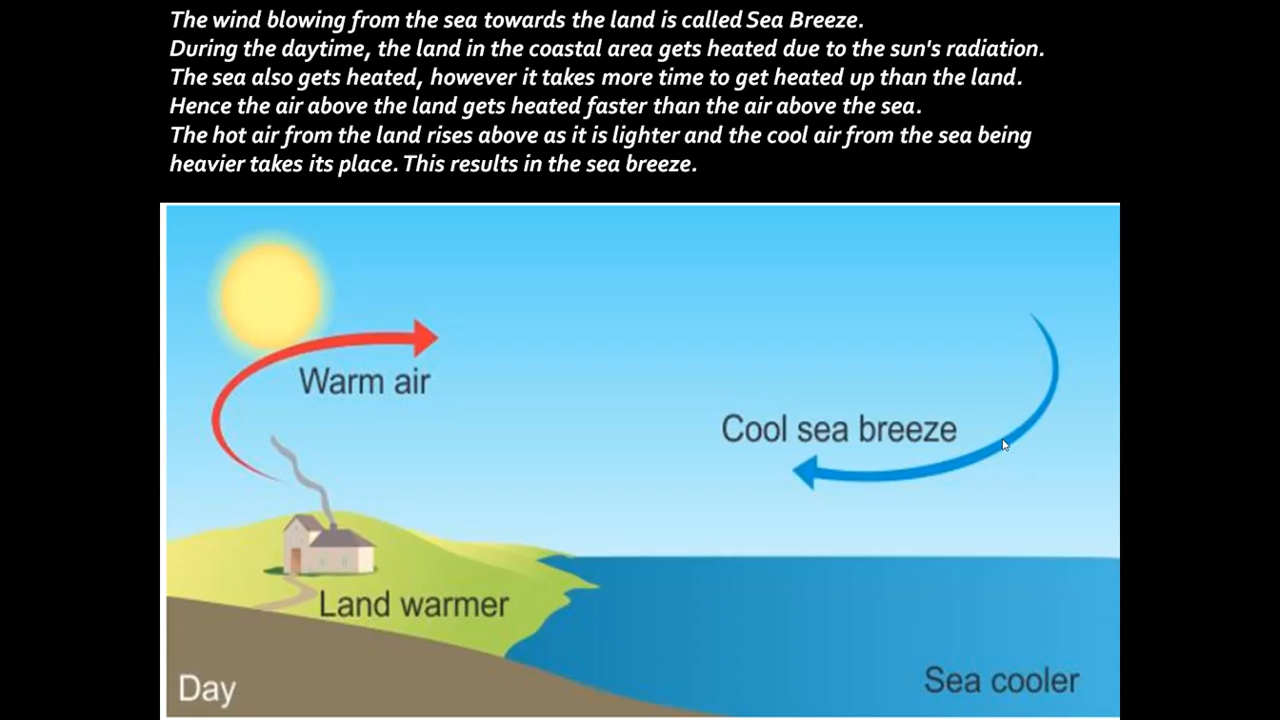 The wind blowing from the sea towards the land is called Sea Breeze.
During the daytime, the land in the coastal area gets heated due to the sun's radiation.
The sea also gets heated, however it takes more time to get heated up than the land.
Hence the air above the land gets heated faster than the air above the sea.
The hot air from the land rises above as it is lighter and the cool air from the sea being
heavier takes its place. This results in the sea breeze.
Warm air
Cool sea breeze
Land warmer
Sea cooler
Day